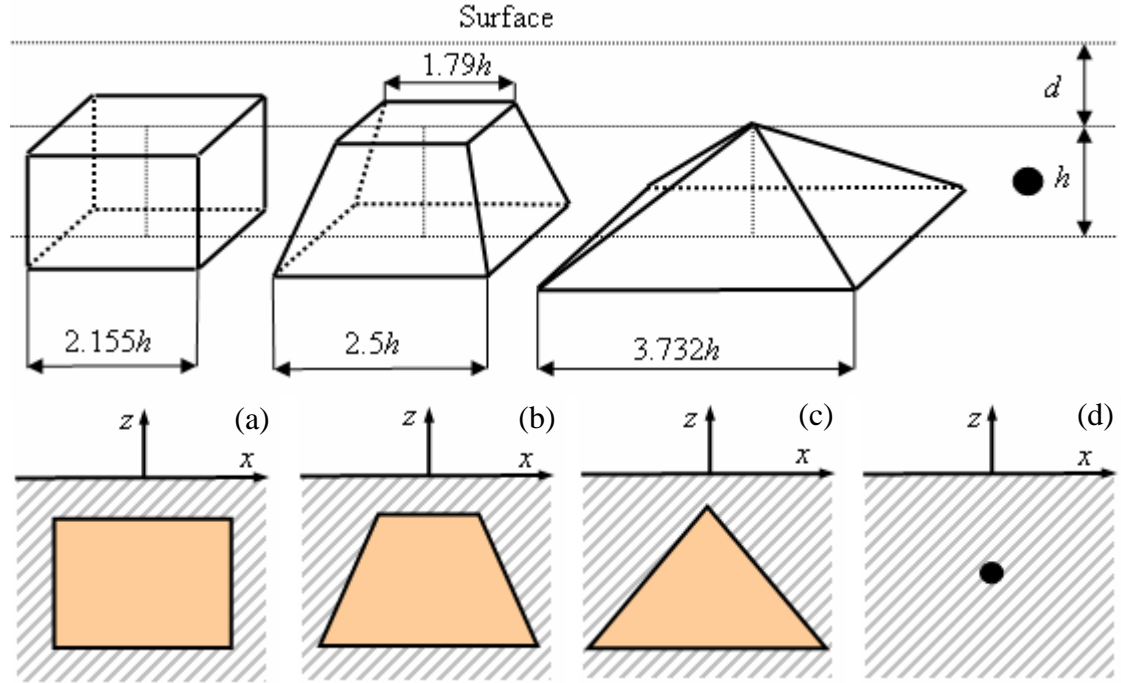 Surface
1.79h
d
h
2.155h
2.5h
3.732h
(a) (b) (c) (d)
z z z z
x x x x